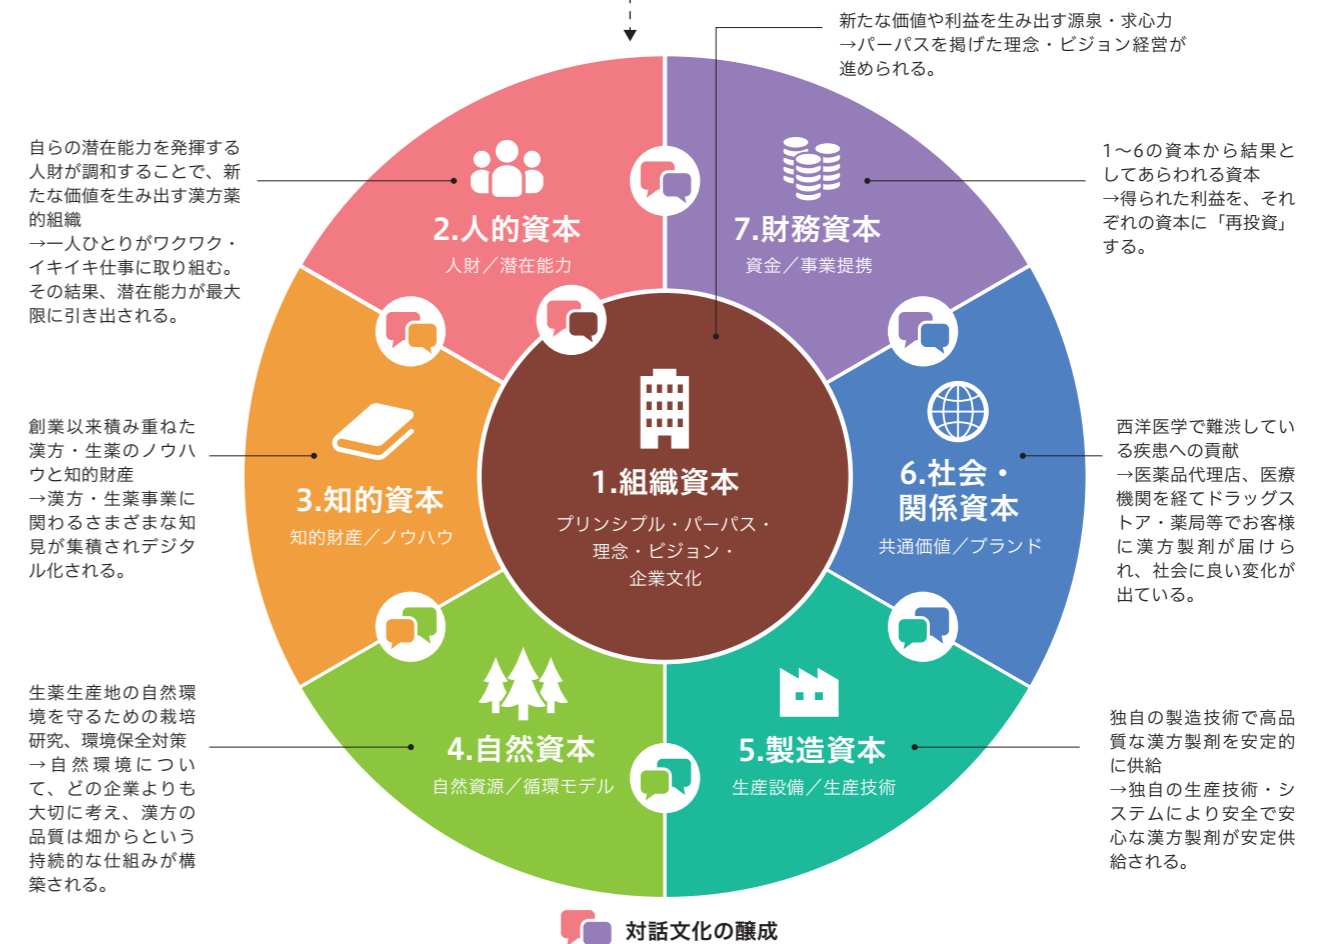 新たな価値や利益を生み出す源泉・求心力
→パーパスを掲げた理念・ビジョン経営が
進められる。
自らの潜在能力を発揮する
人財が調和することで、新
たな価値を生み出す漢方薬
的組織
→一人ひとりがワクワク・
イキイキ仕事に取り組む。
その結果、潜在能力が最大
限に引き出される。
2.人的資本
人財／潜在能力
7.財務資本
資金／事業提携
1～6の資本から結果と
してあらわれる資本
→得られた利益を、それ
ぞれの資本に「再投資」
する。
創業以来積み重ねた
漢方・生薬のノウハ
ウと知的財産
→漢方・生薬事業に
関わるさまざまな知
見が集積されデジタ
ル化される。
3.知的資本
知的財産／ノウハウ
1.組織資本
プリンシプル・パーパス・
理念・ビジョン・
企業文化
6.社会・
関係資本
共通価値／ブランド
西洋医学で難渋してい
る疾患への貢献
→医薬品代理店、医療
機関を経てドラッグス
トア・薬局等でお客様
に漢方製剤が届けら
れ、社会に良い変化が
出ている。
生薬生産地の自然環
境を守るための栽培
研究、環境保全対策
→自然環境につい
て、どの企業よりも
大切に考え、漢方の
品質は畑からという
持続的な仕組みが構
築される。
4.自然資本
自然資源／循環モデル
5.製造資本
生産設備／生産技術
独自の製造技術で高品
質な漢方製剤を安定的
に供給
→独自の生産技術・シ
ステムにより安全で安
心な漢方製剤が安定供
給される。
対話文化の醸成